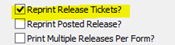 Reprint Release Tickets?
Reprint Posted Release?
Print Multiple Releases Per Form?